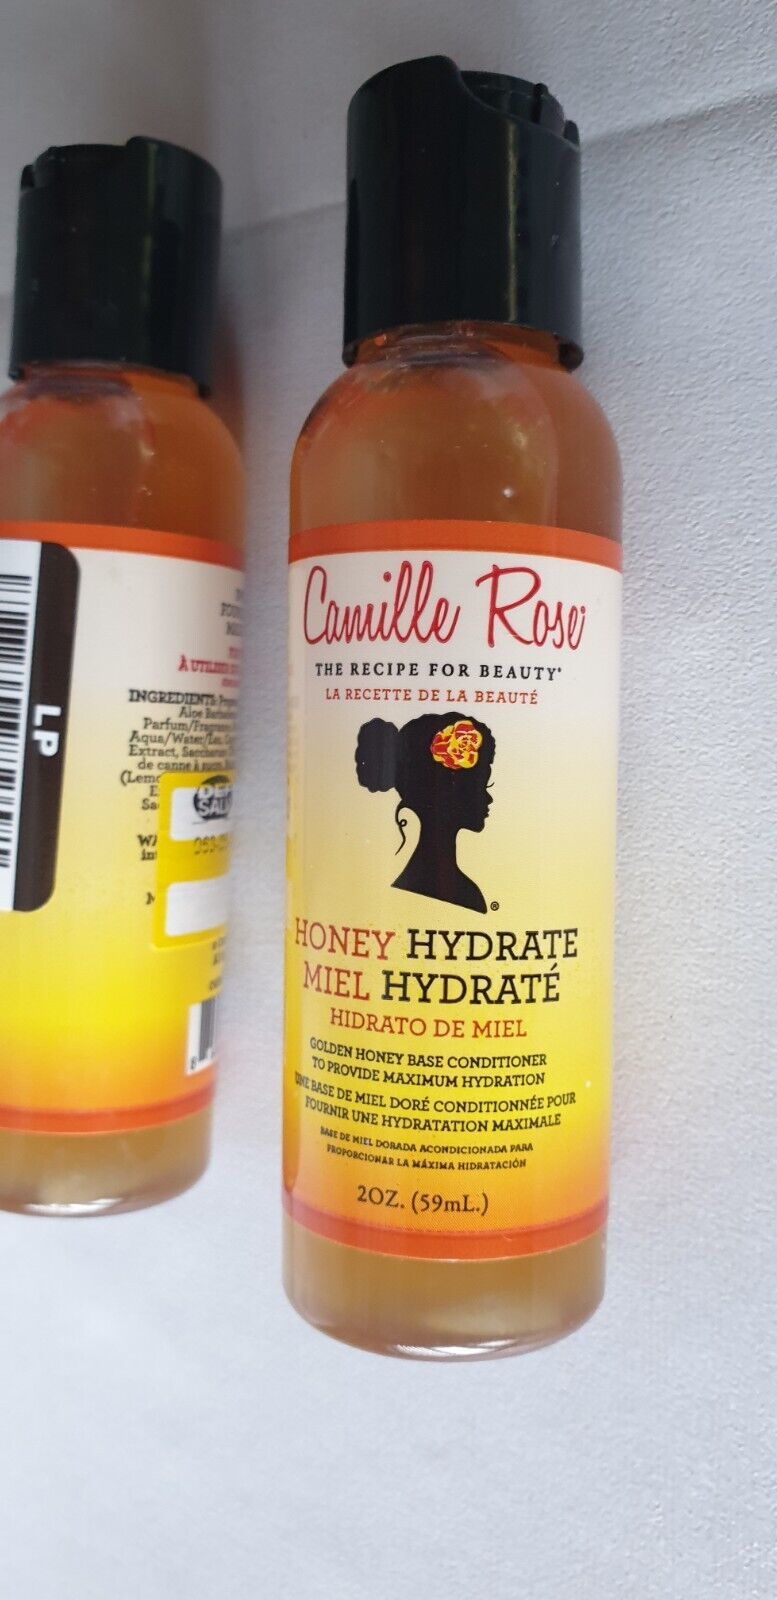 Camille Rose
THE RECIPE FOR BEAUTY
LA RECETTE DE LA BEAUTÉ
®
HONEY HYDRATE
MIEL HYDRATÉ
HIDRATO DE MIEL
GOLDEN HONEY BASE CONDITIONER
TO PROVIDE MAXIMUM HYDRATION
UNE BASE DE MIEL DORÉ CONDITIONNÉE POUR
FOURNIR UNE HYDRATATION MAXIMALE
BASE DE MIEL DORADA ACONDICIONADA PARA
PROPORCIONAR LA MÁXIMA HIDRATACIÓN
2OZ. (59mL.)
LP
INGREDIENTS:
Aloe
Parfum/
Aqua/Water/
Extract,
de canne à sucre,